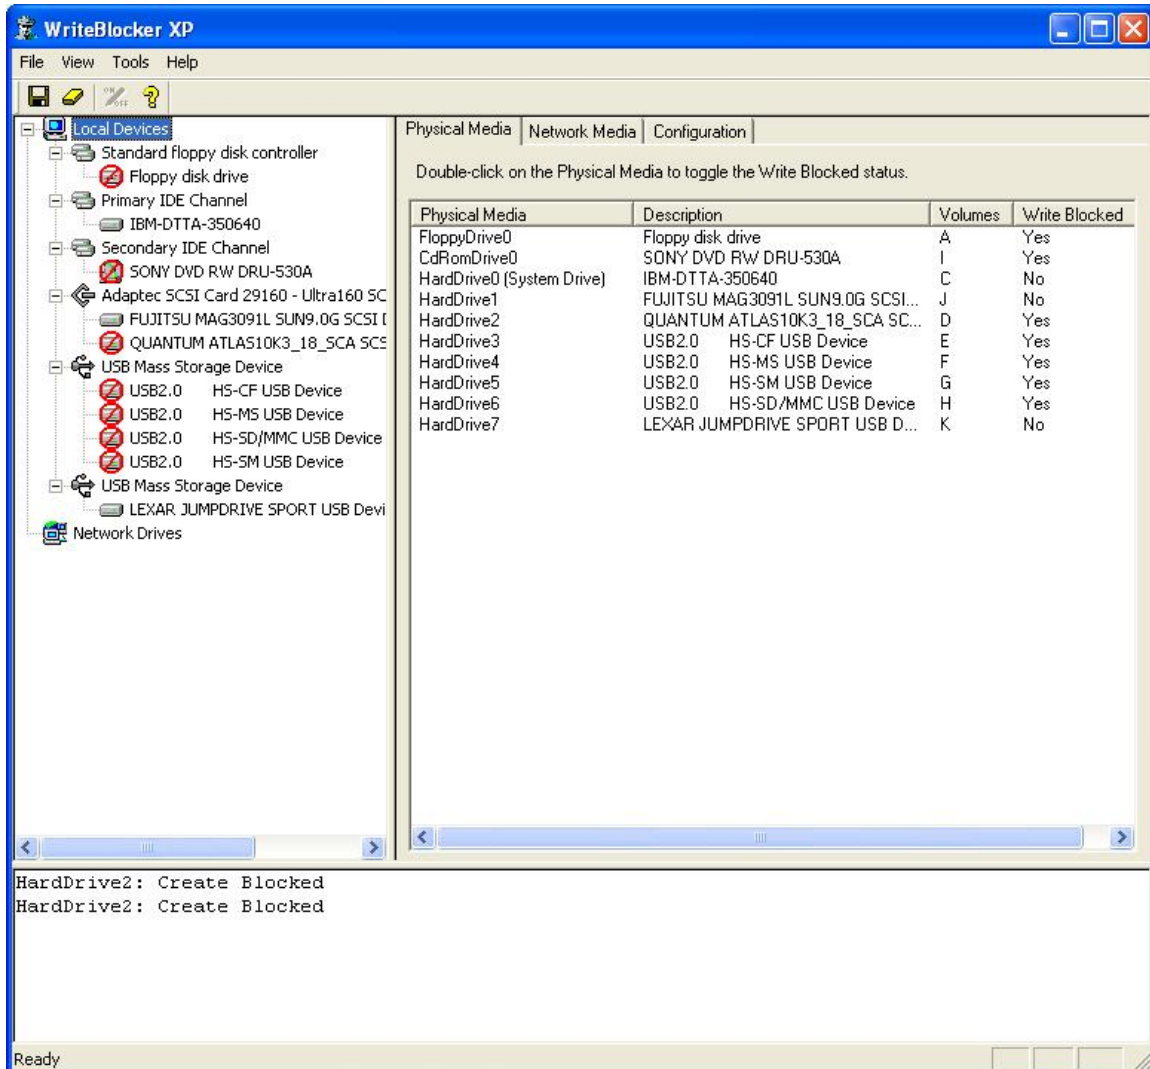 WriteBlocker XP
File View Tools Help
ON OFF
Local Devices
Standard floppy disk controller
Floppy disk drive
Primary IDE Channel
IBM-DTTA-350640
Secondary IDE Channel
SONY DVD RW DRU-530A
Adaptec SCSI Card 29160 - Ultra160 SC
FUJITSU MAG3091L SUN9.0G SCSI
QUANTUM ATLAS10K3_18_SCA SCS
USB Mass Storage Device
USB2.0 HS-CF USB Device
USB2.0 HS-MS USB Device
USB2.0 HS-SD/MMC USB Device
USB2.0 HS-SM USB Device
USB Mass Storage Device
LEXAR JUMPDRIVE SPORT USB Devi
Network Drives
Physical Media Network Media Configuration
Double-click on the Physical Media to toggle the Write Blocked status.
Physical Media Description Volumes Write Blocked
FloppyDrive0 Floppy disk drive A Yes
CdRomDrive0 SONY DVD RW DRU-530A I Yes
HardDrive0 (System Drive) IBM-DTTA-350640 C No
HardDrive1 FUJITSU MAG3091L SUN9.0G SCSI... J No
HardDrive2 QUANTUM ATLAS10K3_18_SCA SC... D Yes
HardDrive3 USB2.0 HS-CF USB Device E Yes
HardDrive4 USB2.0 HS-MS USB Device F Yes
HardDrive5 USB2.0 HS-SM USB Device G Yes
HardDrive6 USB2.0 HS-SD/MMC USB Device H Yes
HardDrive7 LEXAR JUMPDRIVE SPORT USB D... K No
HardDrive2: Create Blocked
HardDrive2: Create Blocked
Ready